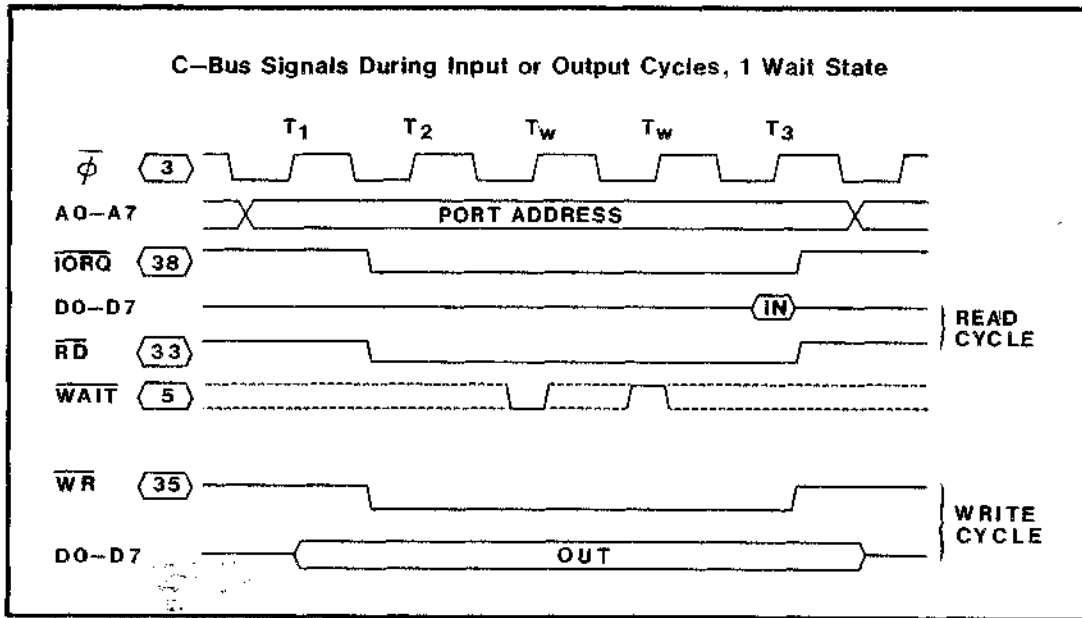 C–Bus Signals During Input or Output Cycles, 1 Wait State
T1 T2 Tw Tw T3
φ 3
A0–A7 PORT ADDRESS
IORQ 38
D0–D7 IN
READ
CYCLE
RD 33
WAIT 5
WR 35
WRITE
CYCLE
D0–D7 OUT